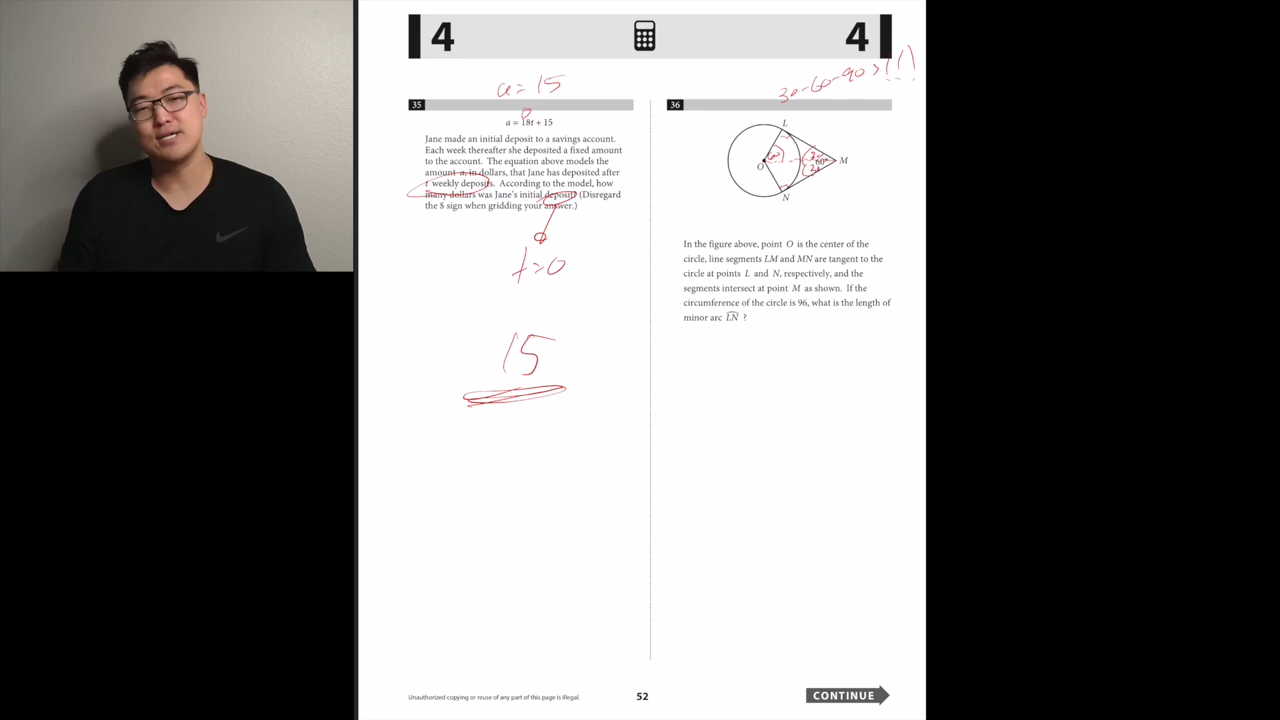 4
4
30-60-90
a = 15
35
0
a = 18t + 15
Jane made an initial deposit to a savings account.
Each week thereafter she deposited a fixed amount
to the account. The equation above models the
amount a, in dollars, that Jane has deposited after
t weekly deposits. According to the model, how
many dollars was Jane's initial deposit? (Disregard
the $ sign when gridding your answer.)
t = 0
15
36
L
O
60°
M
N
In the figure above, point O is the center of the
circle, line segments LM and MN are tangent to the
circle at points L and N, respectively, and the
segments intersect at point M as shown. If the
circumference of the circle is 96, what is the length of
minor arc LN ?
Unauthorized copying or reuse of any part of this page is illegal.
52
CONTINUE